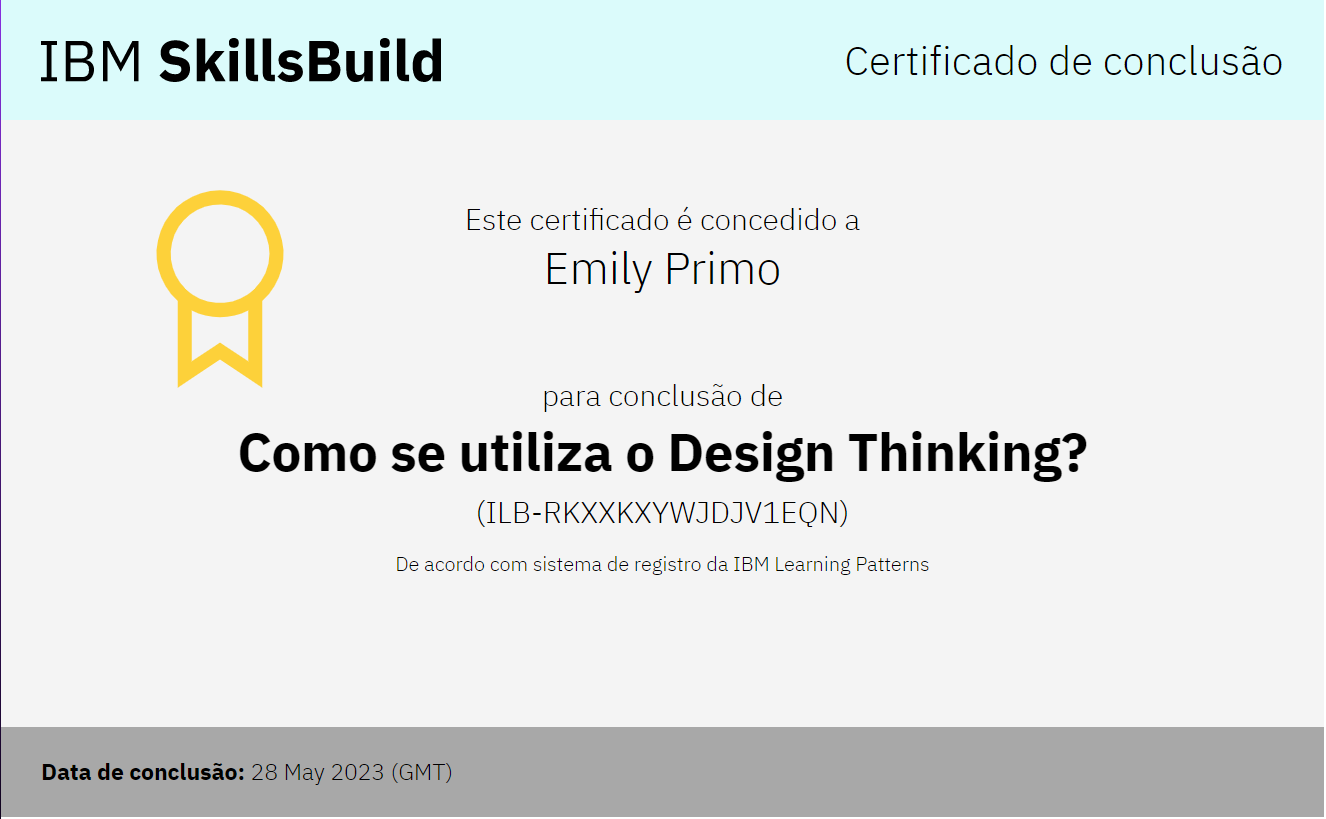 IBM SkillsBuild
Certificado de conclusão
Este certificado é concedido a
Emily Primo
para conclusão de
Como se utiliza o Design Thinking?
(ILB-RKXXKXYWJDJV1EQN)
De acordo com sistema de registro da IBM Learning Patterns
Data de conclusão: 28 May 2023 (GMT)